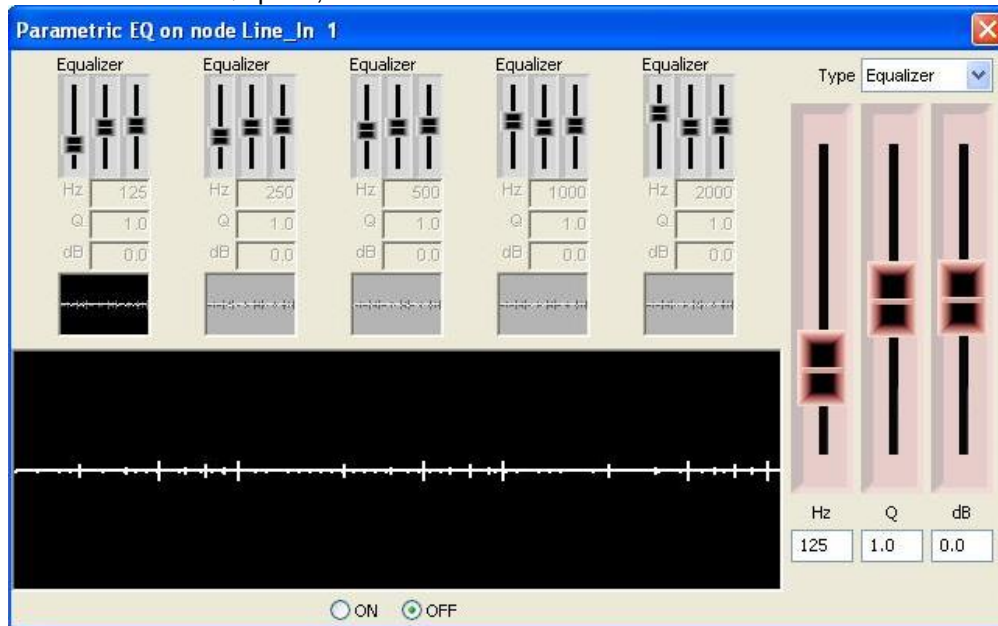 Parametric EQ on node Line_In 1
Equalizer Equalizer Equalizer Equalizer Equalizer
Type Equalizer
Hz 125 Hz 250 Hz 500 Hz 1000 Hz 2000
Q 1.0 Q 1.0 Q 1.0 Q 1.0 Q 1.0
dB 0.0 dB 0.0 dB 0.0 dB 0.0 dB 0.0
Hz Q dB
125 1.0 0.0
ON OFF